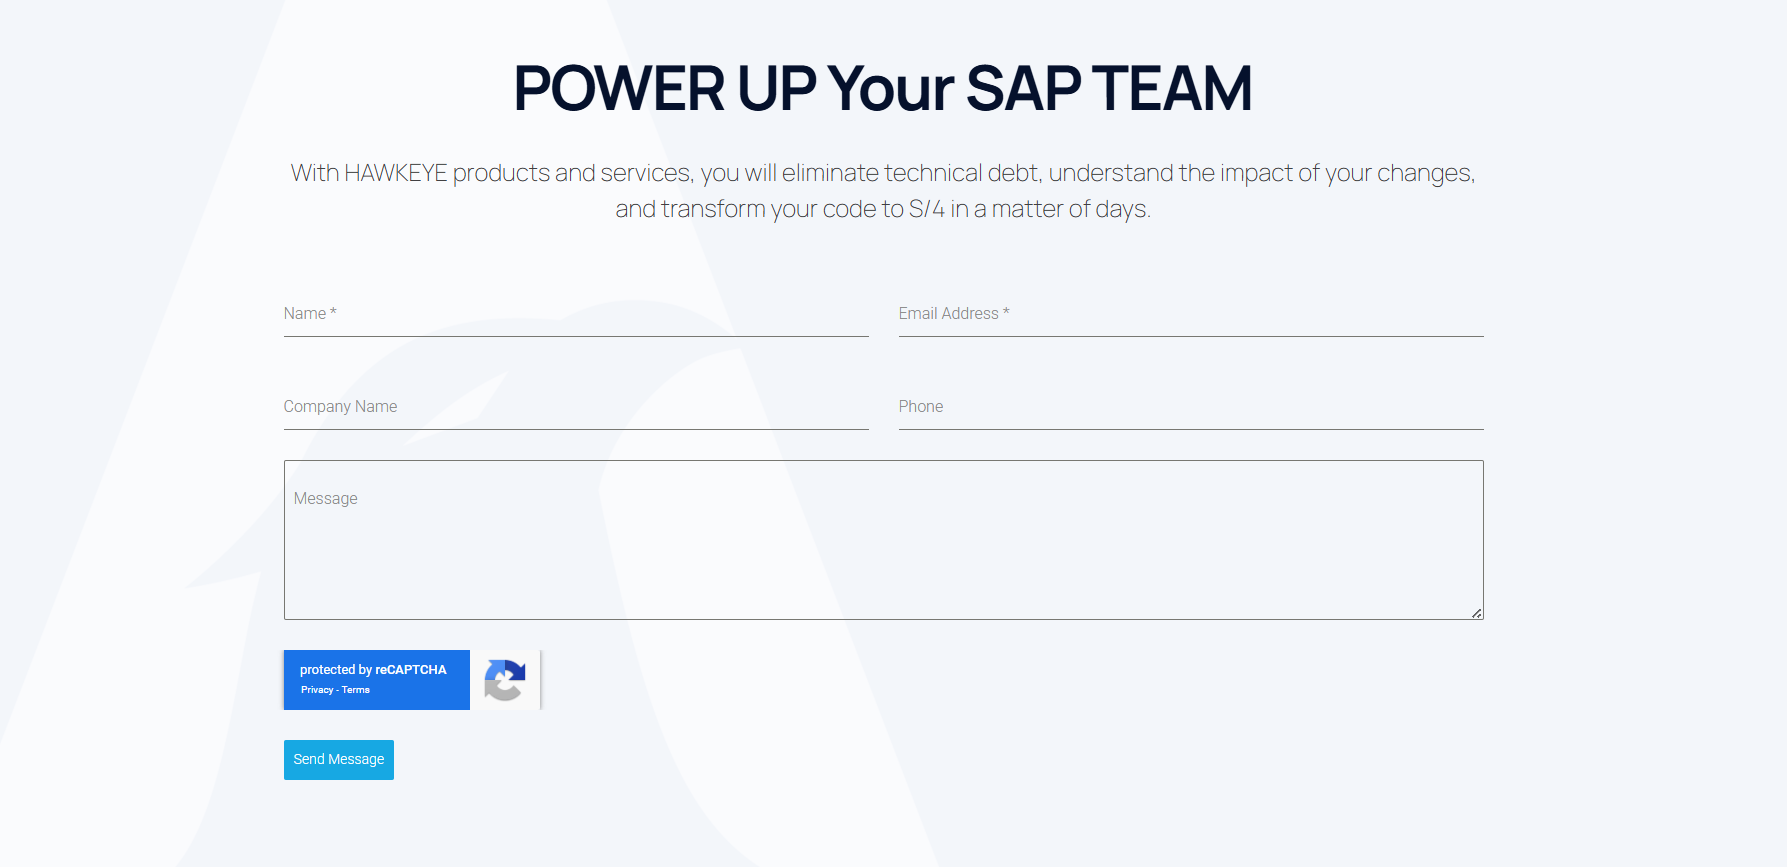 POWER UP Your SAP TEAM
With HAWKEYE products and services, you will eliminate technical debt, understand the impact of your changes,
and transform your code to S/4 in a matter of days.
Name *
Email Address *
Company Name
Phone
Message
protected by reCAPTCHA
Privacy - Terms
Send Message